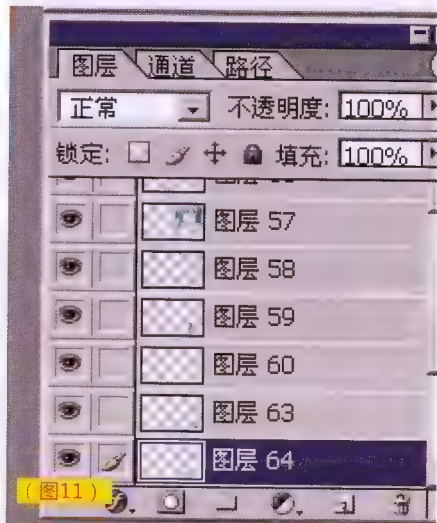 图层 通道 路径
正常 不透明度: 100%
锁定: 填充: 100%
图层 57
图层 58
图层 59
图层 60
图层 63
图层 64
(图11)